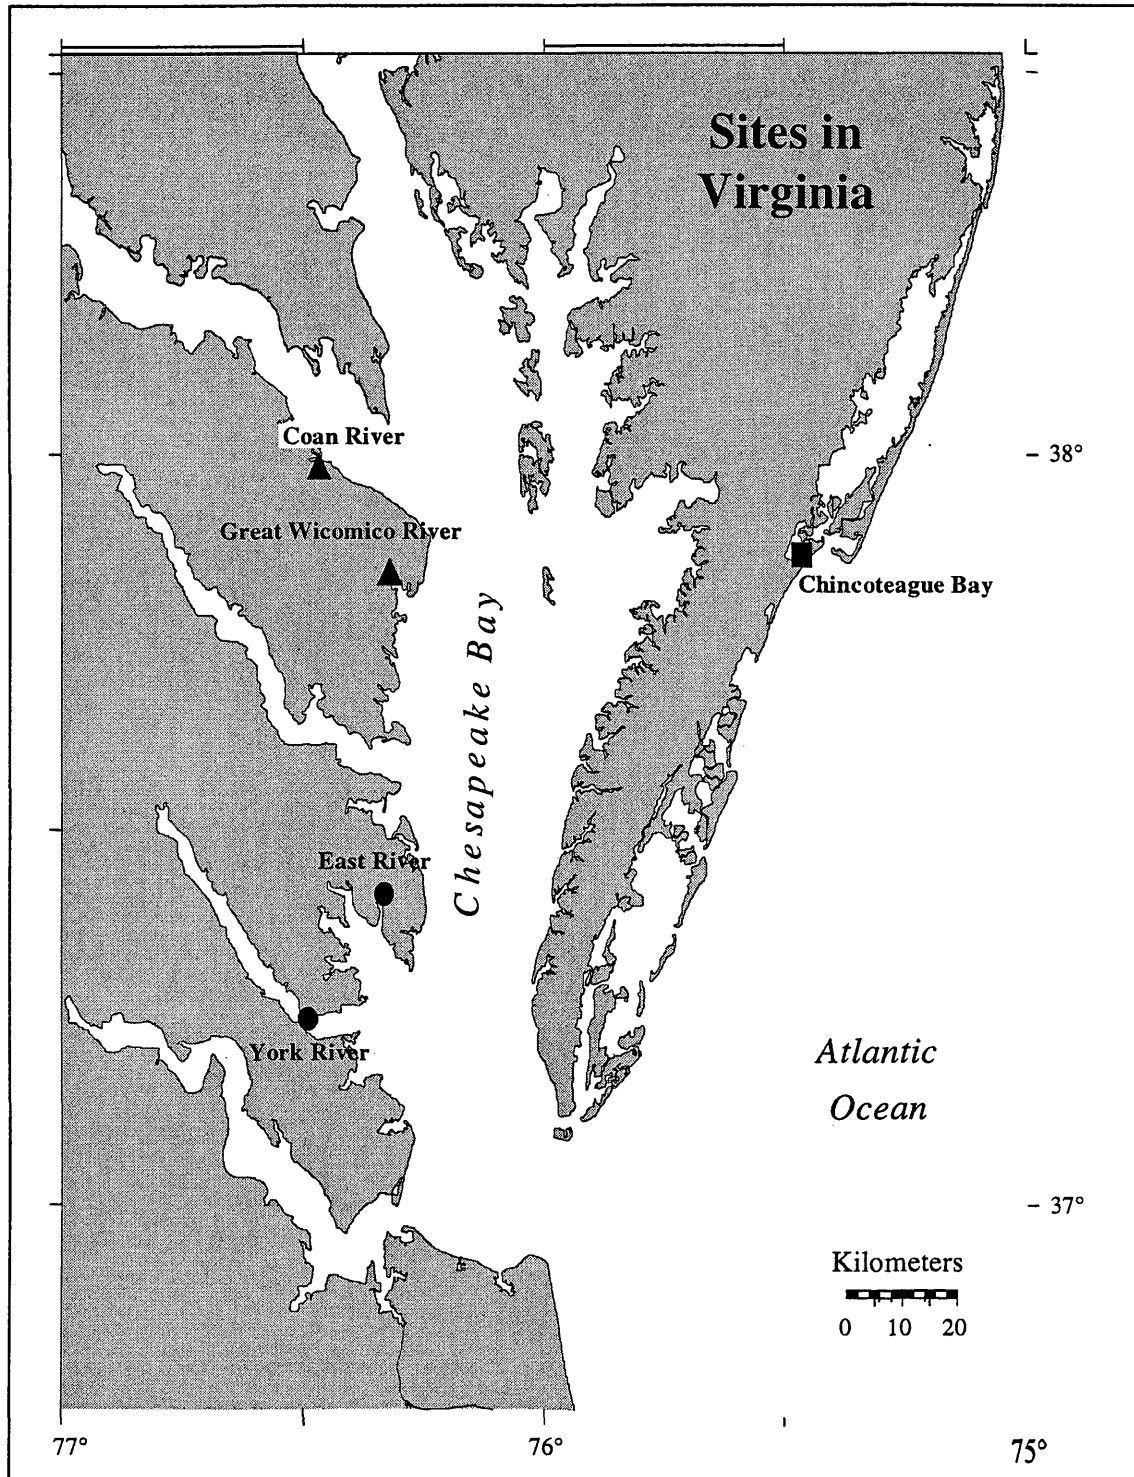 Sites in
Virginia
Coan River
– 38°
Great Wicomico River
Chincoteague Bay
Chesapeake Bay
East River
York River
Atlantic
Ocean
– 37°
Kilometers
0 10 20
77° 76° 75°